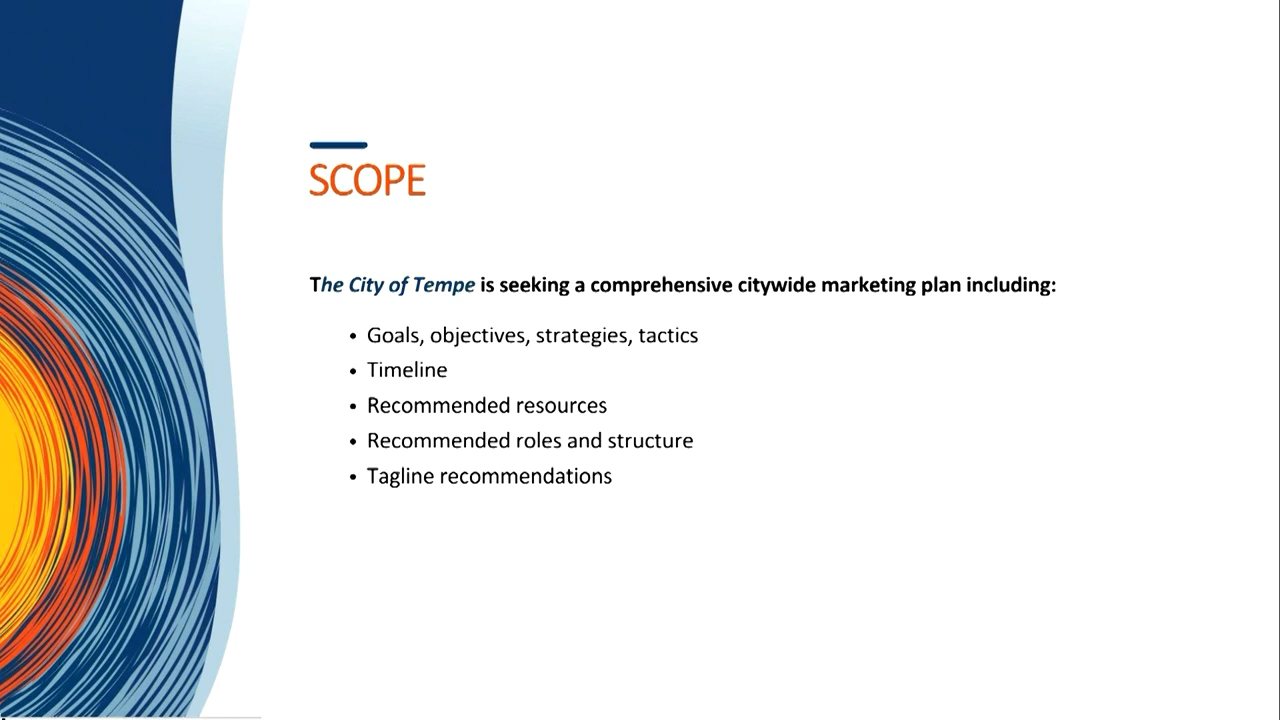 SCOPE
The City of Tempe is seeking a comprehensive citywide marketing plan including:
• Goals, objectives, strategies, tactics
• Timeline
• Recommended resources
• Recommended roles and structure
• Tagline recommendations